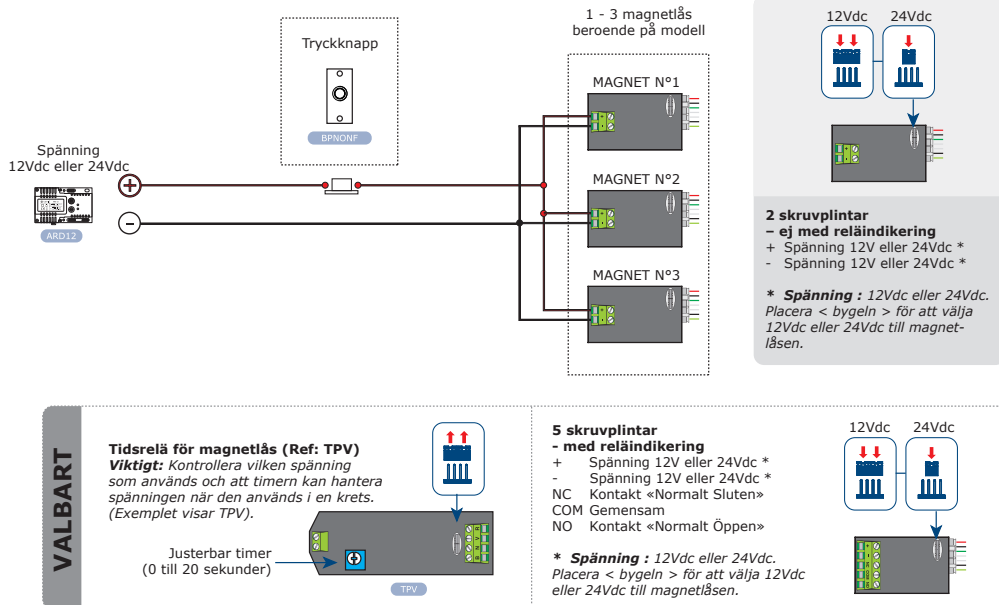 1 - 3 magnetlås
beroende på modell
Tryckknapp
BPNONF
Spänning
12Vdc eller 24Vdc
+
-
ARD12
MAGNET N°1
MAGNET N°2
MAGNET N°3
12Vdc 24Vdc
2 skruvplintar
– ej med reläindikering
+ Spänning 12V eller 24Vdc *
- Spänning 12V eller 24Vdc *
* Spänning : 12Vdc eller 24Vdc.
Placera < bygeln > för att välja
12Vdc eller 24Vdc till magnet-
låsen.
VALBART
Tidsrelä för magnetlås (Ref: TPV)
Viktigt: Kontrollera vilken spänning
som används och att timern kan hantera
spänningen när den används i en krets.
(Exemplet visar TPV).
Justerbar timer
(0 till 20 sekunder)
TPV
5 skruvplintar
- med reläindikering
+ Spänning 12V eller 24Vdc *
- Spänning 12V eller 24Vdc *
NC Kontakt «Normalt Sluten»
COM Gemensam
NO Kontakt «Normalt Öppen»
* Spänning : 12Vdc eller 24Vdc.
Placera < bygeln > för att välja 12Vdc
eller 24Vdc till magnetlåsen.
12Vdc 24Vdc